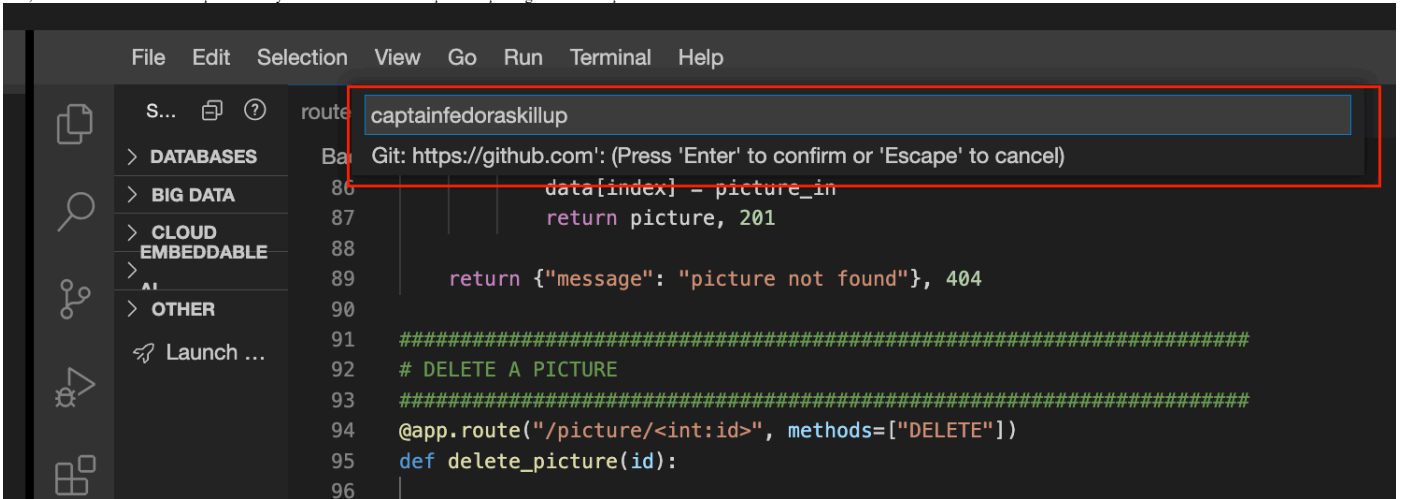 File Edit Selection View Go Run Terminal Help
S...
route
captainfedoraskillup
Git: https://github.com': (Press 'Enter' to confirm or 'Escape' to cancel)
DATABASES
BIG DATA
CLOUD
EMBEDDABLE
AI
OTHER
Launch ...
Ba
86 data[index] = picture_in
87 return picture, 201
88
89 return {"message": "picture not found"}, 404
90
91 ######################################################################
92 # DELETE A PICTURE
93 ######################################################################
94 @app.route("/picture/<int:id>", methods=["DELETE"])
95 def delete_picture(id):
96